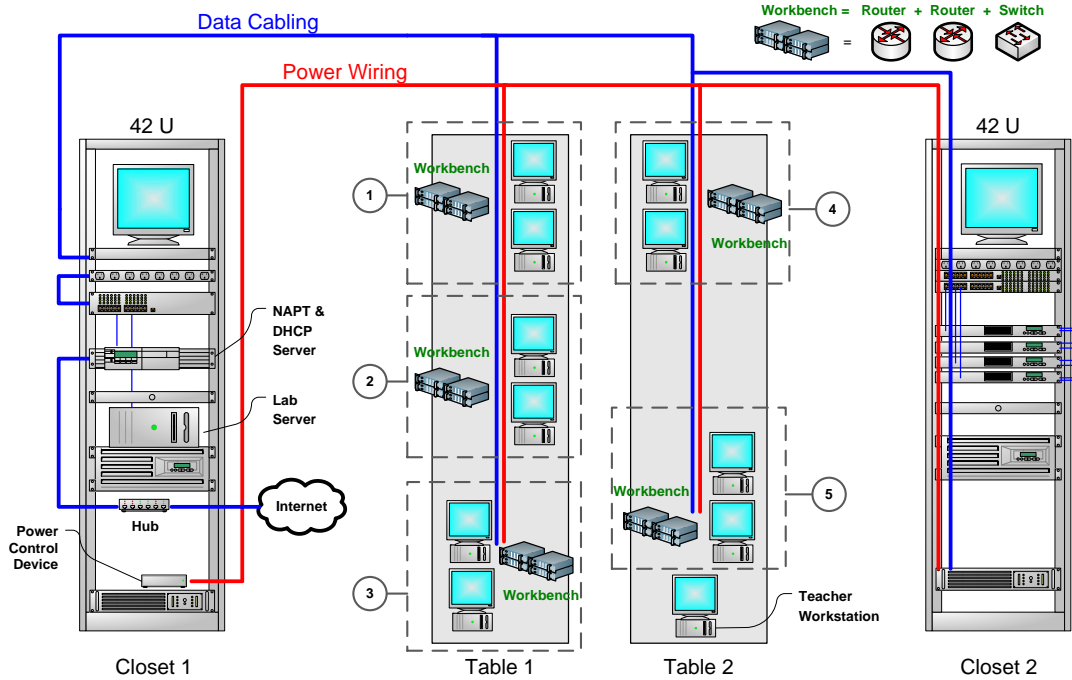 Data Cabling
Workbench = Router + Router + Switch
=
Power Wiring
42 U
42 U
Workbench
1
4
Workbench
NAPT &
DHCP
Server
Workbench
2
Lab
Server
Workbench
5
Internet
Hub
Power
Control
Device
3
Workbench
Teacher
Workstation
Closet 1
Table 1
Table 2
Closet 2